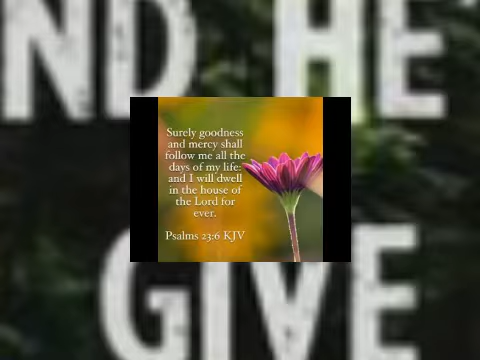 ND HE
Surely goodness
and mercy shall
follow me all the
days of my life:
and I will dwell
in the house of
the Lord for
ever.
Psalms 23:6 KJV
GIVE